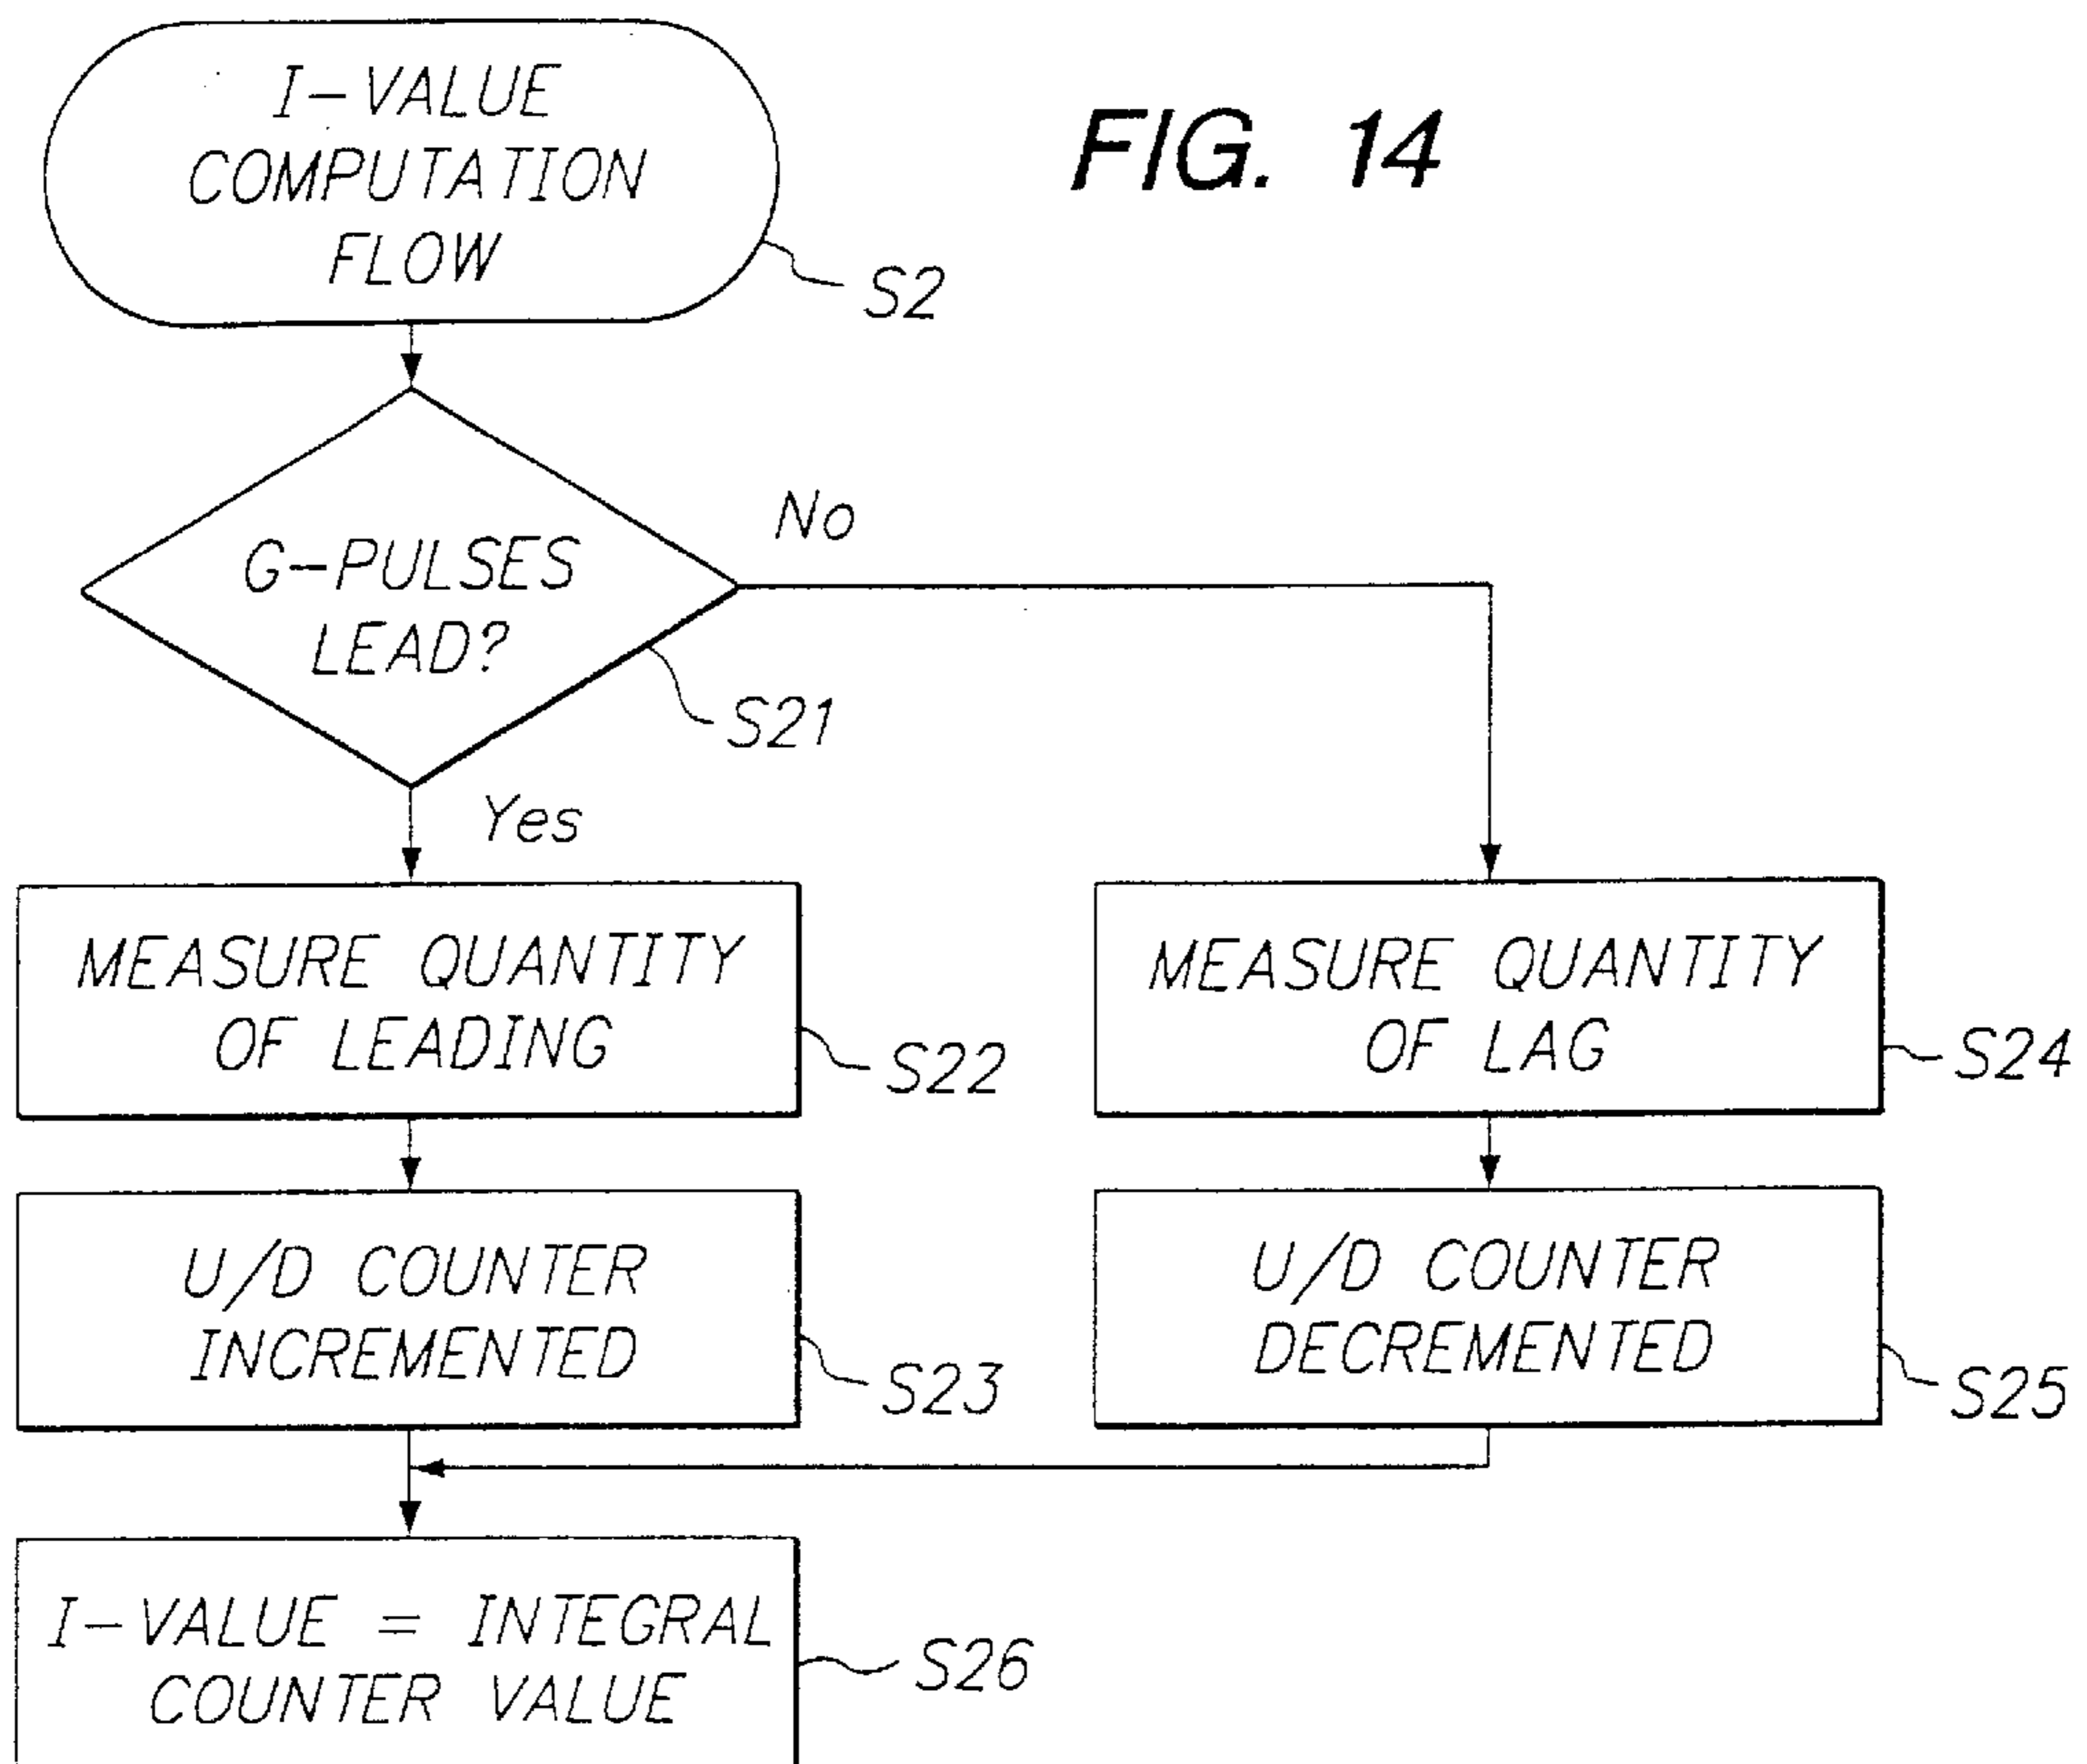 FIG. 14
I-VALUE
COMPUTATION
FLOW
S2
G-PULSES
LEAD?
S21
No
Yes
MEASURE QUANTITY
OF LEADING
S22
MEASURE QUANTITY
OF LAG
S24
U/D COUNTER
INCREMENTED
S23
U/D COUNTER
DECREMENTED
S25
I-VALUE = INTEGRAL
COUNTER VALUE
S26